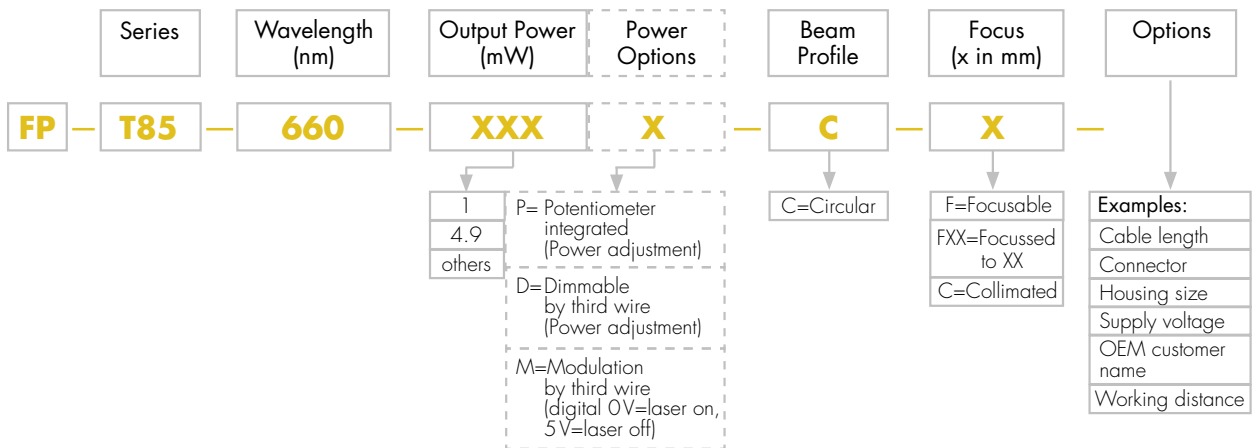 Series
Wavelength
(nm)
Output Power
(mW)
Power
Options
Beam
Profile
Focus
(x in mm)
Options
FP — T85 — 660 — XXX X — C — X —
1
4.9
others
P= Potentiometer
integrated
(Power adjustment)
D=Dimmable
by third wire
(Power adjustment)
M=Modulation
by third wire
(digital 0V=laser on,
5V=laser off)
C=Circular
F=Focusable
FXX=Focussed
to XX
C=Collimated
Examples:
Cable length
Connector
Housing size
Supply voltage
OEM customer
name
Working distance